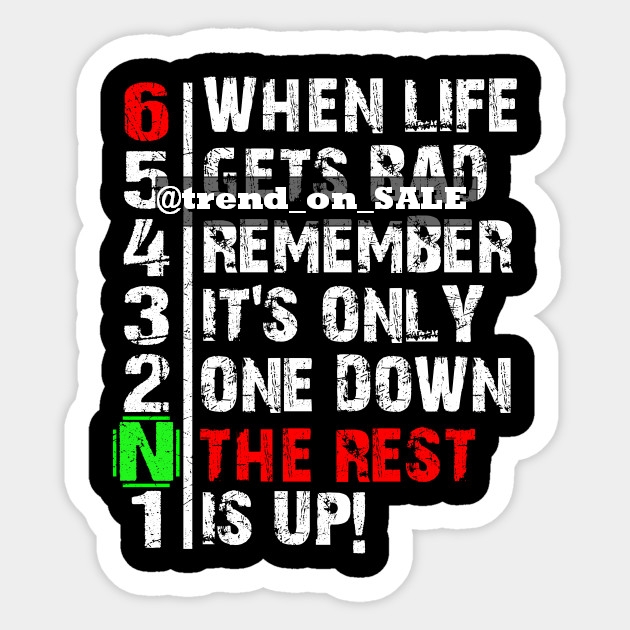 6 WHEN LIFE
5 GETS BAD
@trend_on_SALE
4 REMEMBER
3 IT'S ONLY
2 ONE DOWN
N THE REST
1 IS UP!